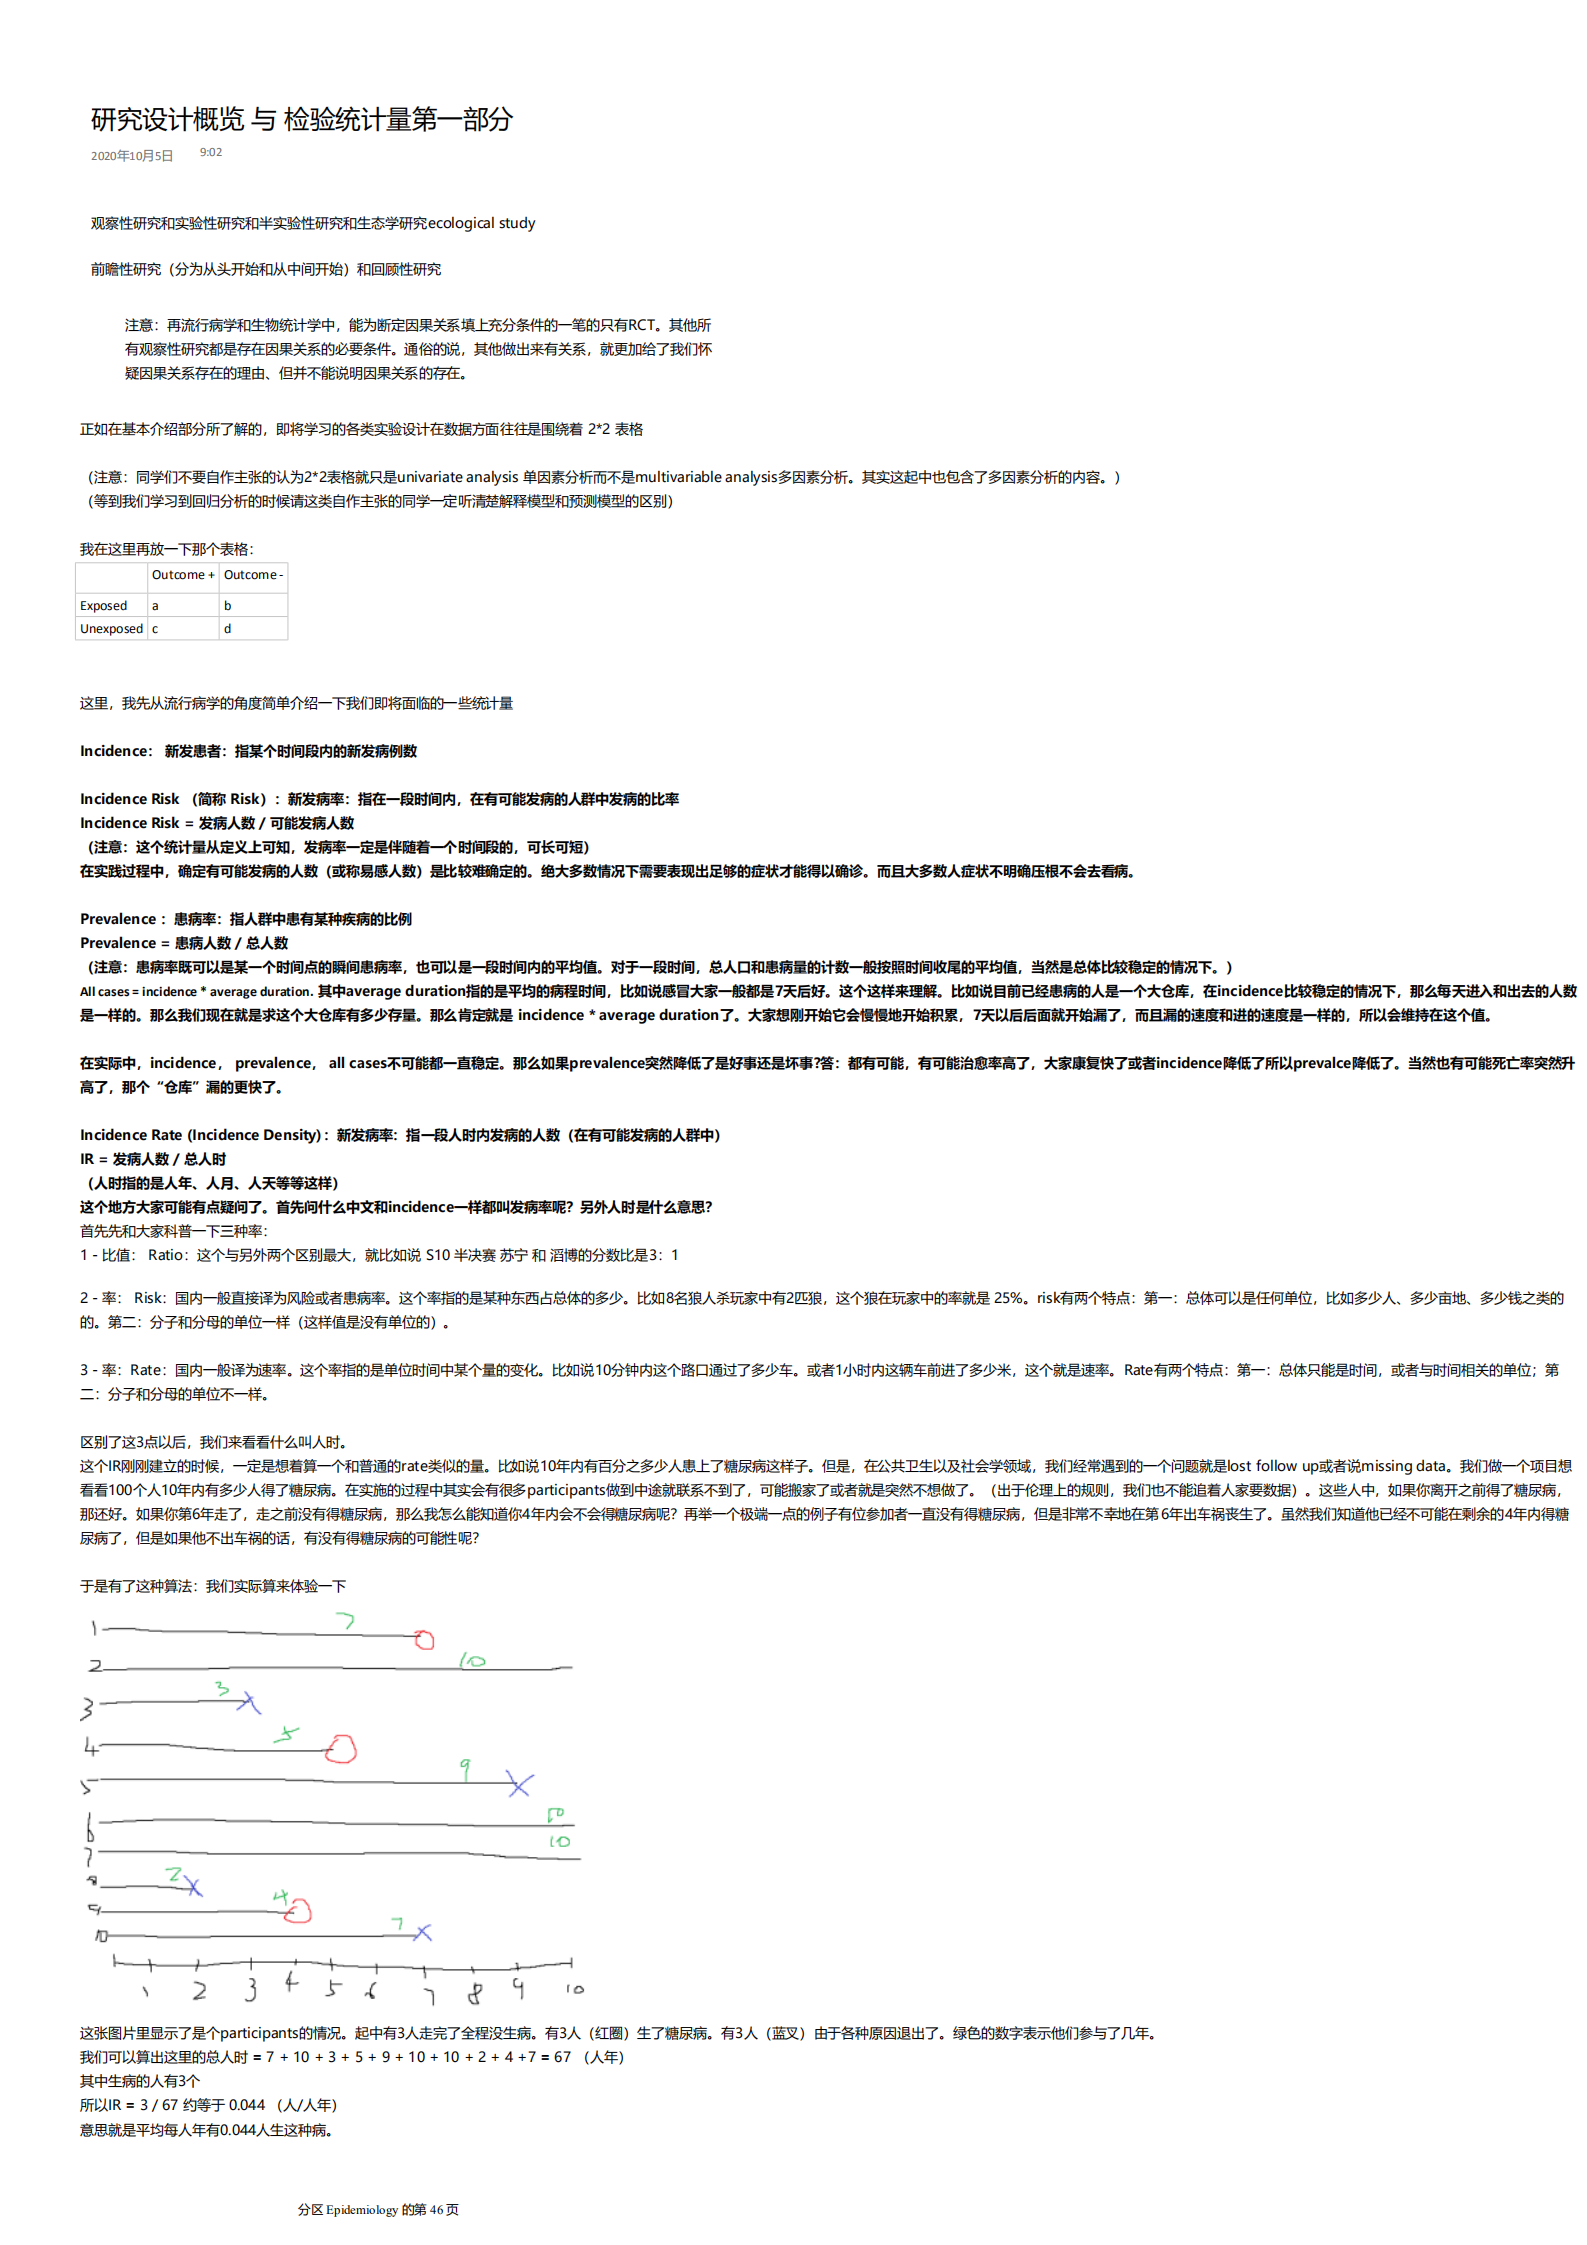 研究设计概览 与 检验统计量第一部分
2020年10月5日 9:02
观察性研究和实验性研究和半实验性研究和生态学研究ecological study
前瞻性研究（分为从头开始和从中间开始）和回顾性研究
注意：再流行病学和生物统计学中，能为断定因果关系填上充分条件的一笔的只有RCT。其他所
有观察性研究都是存在因果关系的必要条件。通俗的说，其他做出来有关系，就更加给了我们怀
疑因果关系存在的理由、但并不能说明因果关系的存在。
正如在基本介绍部分所了解的，即将学习的各类实验设计在数据方面往往是围绕着 2*2 表格
（注意：同学们不要自作主张的认为2*2表格就只是univariate analysis 单因素分析而不是multivariable analysis多因素分析。其实这起中也包含了多因素分析的内容。）
（等到我们学习到回归分析的时候请这类自作主张的同学一定听清楚解释模型和预测模型的区别）
我在这里再放一下那个表格：
Outcome + Outcome -
Exposed a b
Unexposed c d
这里，我先从流行病学的角度简单介绍一下我们即将面临的一些统计量
Incidence： 新发患者：指某个时间段内的新发病例数
Incidence Risk （简称 Risk）: 新发病率：指在一段时间内，在有可能发病的人群中发病的比率
Incidence Risk = 发病人数 / 可能发病人数
（注意：这个统计量从定义上可知，发病率一定是伴随着一个时间段的，可长可短）
在实践过程中，确定有可能发病的人数（或称易感人数）是比较难确定的。绝大多数情况下需要表现出足够的症状才能得以确诊。而且大多数人症状不明确压根不会去看病。
Prevalence : 患病率：指人群中患有某种疾病的比例
Prevalence = 患病人数 / 总人数
（注意：患病率既可以是某一个时间点的瞬间患病率，也可以是一段时间内的平均值。对于一段时间，总人口和患病量的计数一般按照时间收尾的平均值，当然是总体比较稳定的情况下。）
All cases = incidence * average duration. 其中average duration指的是平均的病程时间，比如说感冒大家一般都是7天后好。这个这样来理解。比如说目前已经患病的人是一个大仓库，在incidence比较稳定的情况下，那么每天进入和出去的人数
是一样的。那么我们现在就是求这个大仓库有多少存量。那么肯定就是 incidence * average duration了。大家想刚开始它会慢慢地开始积累，7天以后后面就开始漏了，而且漏的速度和进的速度是一样的，所以会维持在这个值。
在实际中，incidence， prevalence， all cases不可能都一直稳定。那么如果prevalence突然降低了是好事还是坏事?答：都有可能，有可能治愈率高了，大家康复快了或者incidence降低了所以prevalce降低了。当然也有可能死亡率突然升
高了，那个“仓库”漏的更快了。
Incidence Rate (Incidence Density) : 新发病率：指一段人时内发病的人数（在有可能发病的人群中）
IR = 发病人数 / 总人时
（人时指的是人年、人月、人天等等这样）
这个地方大家可能有点疑问了。首先问什么中文和incidence一样都叫发病率呢？另外人时是什么意思？
首先先和大家科普一下三种率：
1 - 比值： Ratio：这个与另外两个区别最大，就比如说 S10 半决赛 苏宁 和 滔博的分数比是3：1
2 - 率： Risk：国内一般直接译为风险或者患病率。这个率指的是某种东西占总体的多少。比如8名狼人杀玩家中有2匹狼，这个狼在玩家中的率就是 25%。risk有两个特点：第一：总体可以是任何单位，比如多少人、多少亩地、多少钱之类的
的。第二：分子和分母的单位一样（这样值是没有单位的）。
3 - 率：Rate：国内一般译为速率。这个率指的是单位时间中某个量的变化。比如说10分钟内这个路口通过了多少车。或者1小时内这辆车前进了多少米，这个就是速率。Rate有两个特点：第一：总体只能是时间，或者与时间相关的单位；第
二：分子和分母的单位不一样。
区别了这3点以后，我们来看看什么叫人时。
这个IR刚刚建立的时候，一定是想着算一个和普通的rate类似的量。比如说10年内有百分之多少人患上了糖尿病这样子。但是，在公共卫生以及社会学领域，我们经常遇到的一个问题就是lost follow up或者说missing data。我们做一个项目想
看看100个人10年内有多少人得了糖尿病。在实施的过程中其实会有很多participants做到中途就联系不到了，可能搬家了或者就是突然不想做了。（出于伦理上的规则，我们也不能追着人家要数据）。这些人中，如果你离开之前得了糖尿病，
那还好。如果你第6年走了，走之前没有得糖尿病，那么我怎么能知道你4年内会不会得糖尿病呢？再举一个极端一点的例子有位参加者一直没有得糖尿病，但是非常不幸地在第6年出车祸丧生了。虽然我们知道他已经不可能在剩余的4年内得糖
尿病了，但是如果他不出车祸的话，有没有得糖尿病的可能性呢？
于是有了这种算法：我们实际算来体验一下
1 7
2 10
3 3
4 5
5 9
6 10
7 10
8 2
9 4
10 7
1 2 3 4 5 6 7 8 9 10
这张图片里显示了是个participants的情况。起中有3人走完了全程没生病。有3人（红圈）生了糖尿病。有3人（蓝叉）由于各种原因退出了。绿色的数字表示他们参与了几年。
我们可以算出这里的总人时 = 7 + 10 + 3 + 5 + 9 + 10 + 10 + 2 + 4 +7 = 67 （人年）
其中生病的人有3个
所以IR = 3 / 67 约等于 0.044 （人/人年）
意思就是平均每人年有0.044人生这种病。
分区 Epidemiology 的第 46 页